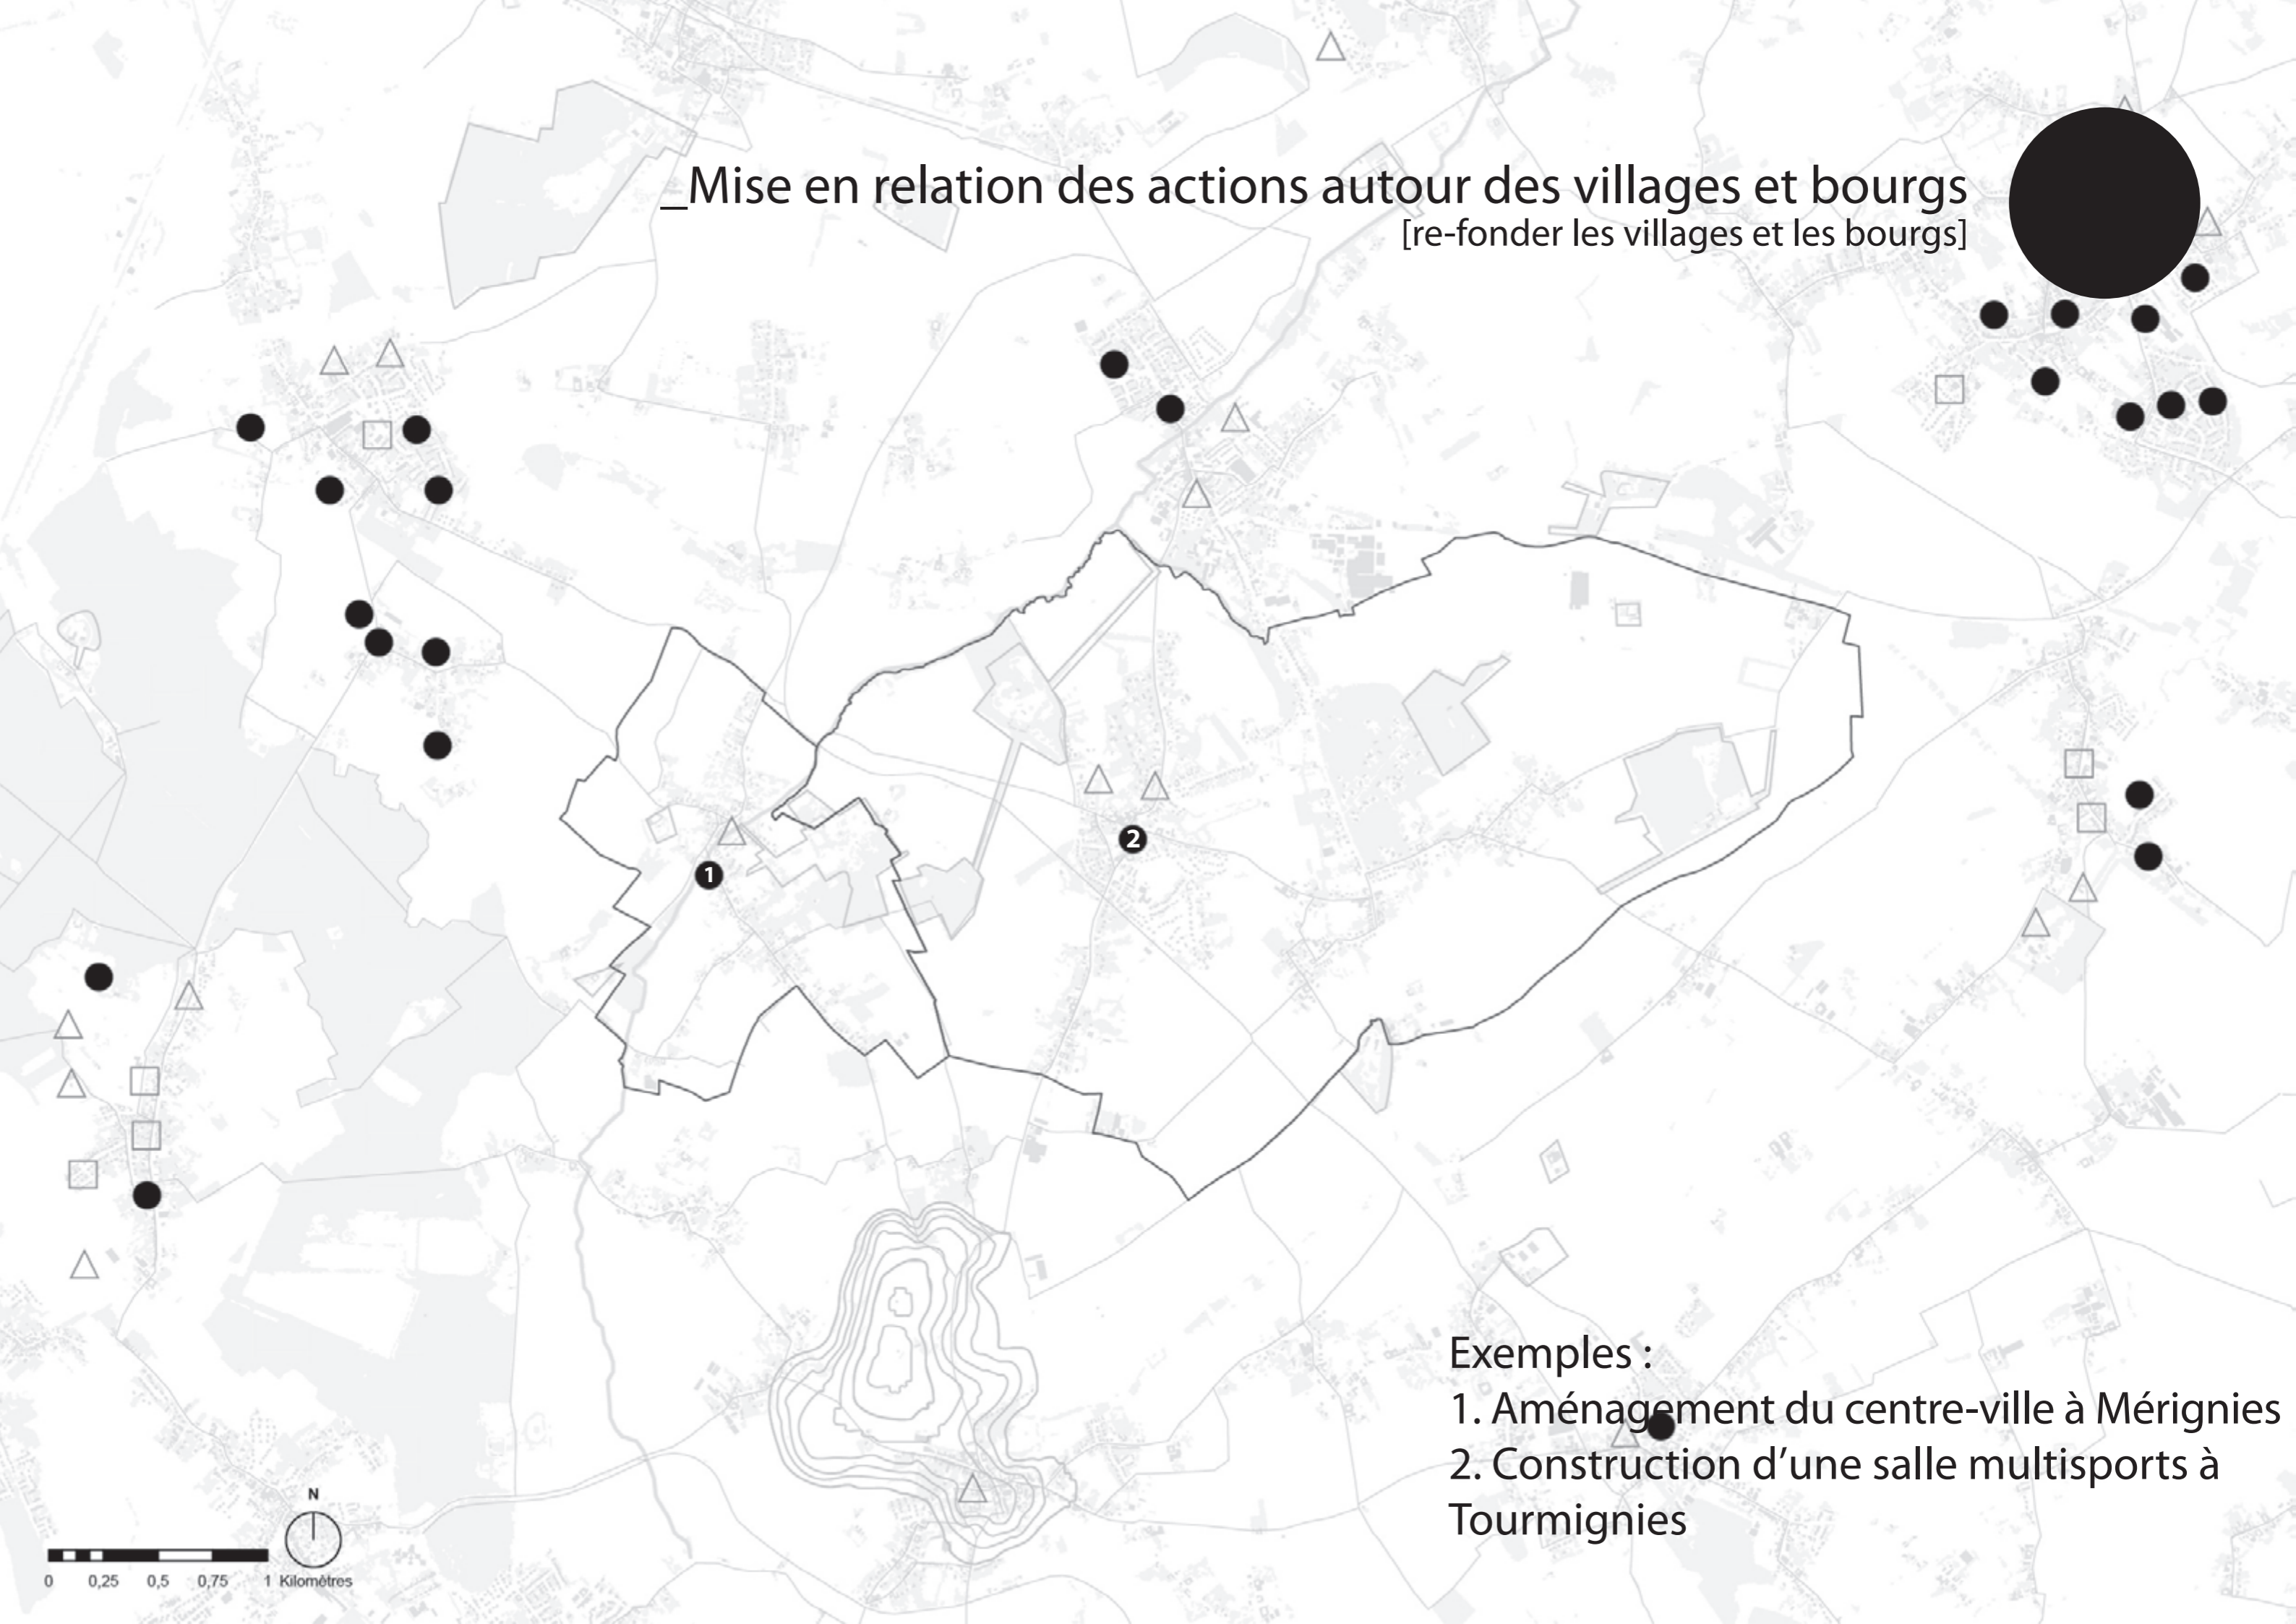 _Mise en relation des actions autour des villages et bourgs
[re-fonder les villages et les bourgs]
2
1
Exemples :
1. Aménagement du centre-ville à Mérignies
2. Construction d’une salle multisports à
Tourmignies
N
0 0,25 0,5 0,75 1 Kilomètres